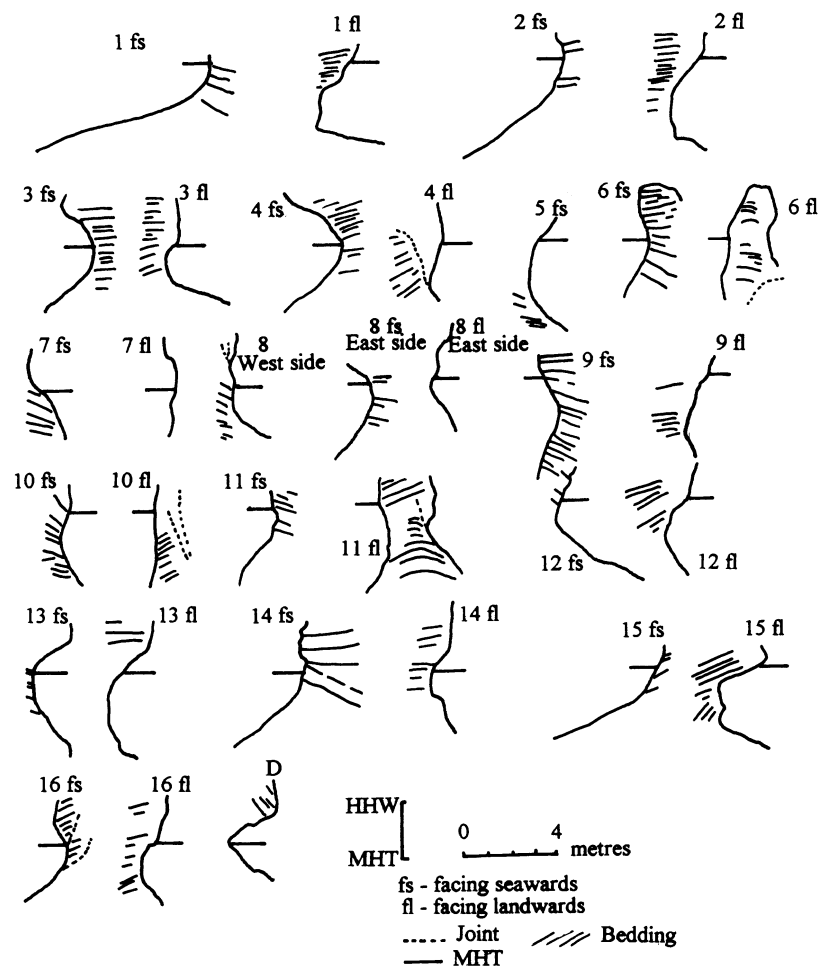 1 fs 1 fl 2 fs 2 fl
3 fs 3 fl 4 fs 4 fl 5 fs 6 fs 6 fl
7 fs 7 fl 8 West side 8 fs East side 8 fl East side 9 fs 9 fl
10 fs 10 fl 11 fs 11 fl 12 fs 12 fl
13 fs 13 fl 14 fs 14 fl 15 fs 15 fl
16 fs 16 fl D
HHW
MHT
0 4
metres
fs - facing seawards
fl - facing landwards
Joint Bedding
MHT